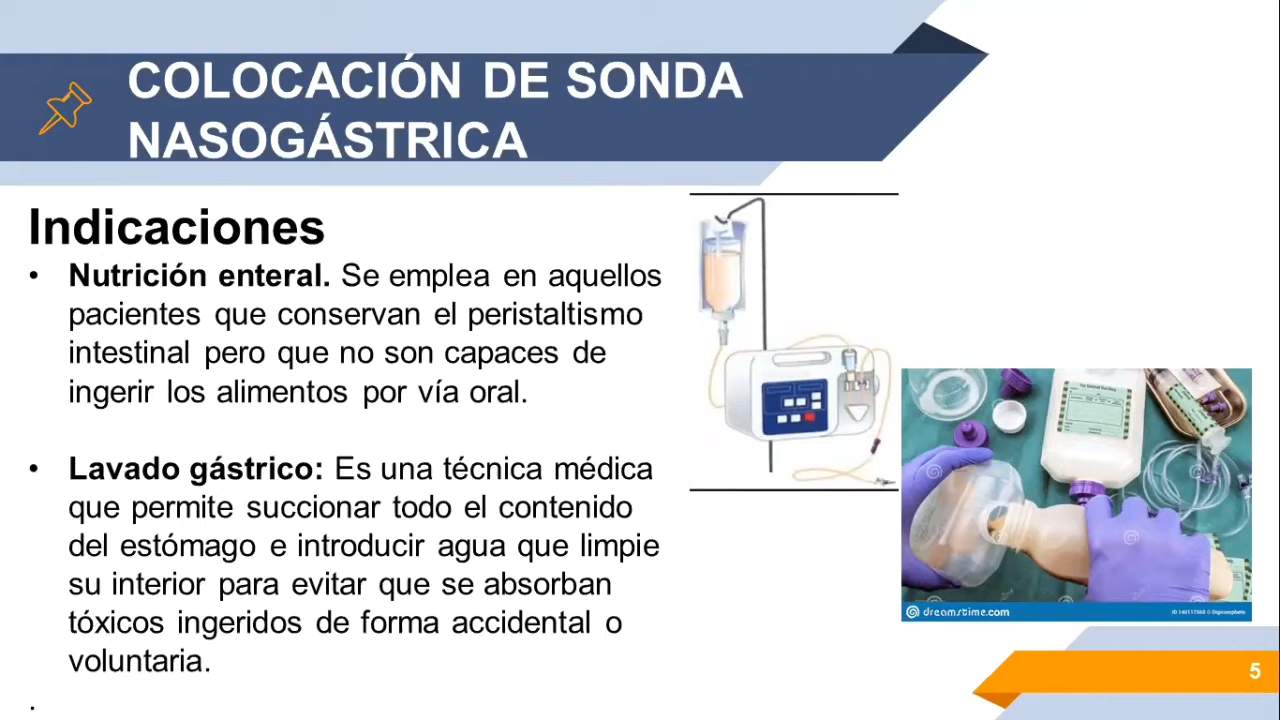 COLOCACIÓN DE SONDA
NASOGÁSTRICA
Indicaciones
• Nutrición enteral. Se emplea en aquellos
pacientes que conservan el peristaltismo
intestinal pero que no son capaces de
ingerir los alimentos por vía oral.
• Lavado gástrico: Es una técnica médica
que permite succionar todo el contenido
del estómago e introducir agua que limpie
su interior para evitar que se absorban
tóxicos ingeridos de forma accidental o
voluntaria.
.
dreamstime.com
5